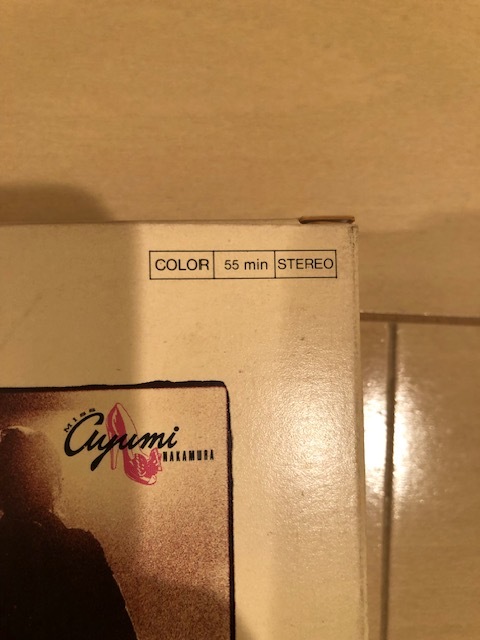 COLOR 55 min STEREO
Miss
Ayumi
NAKAMURA